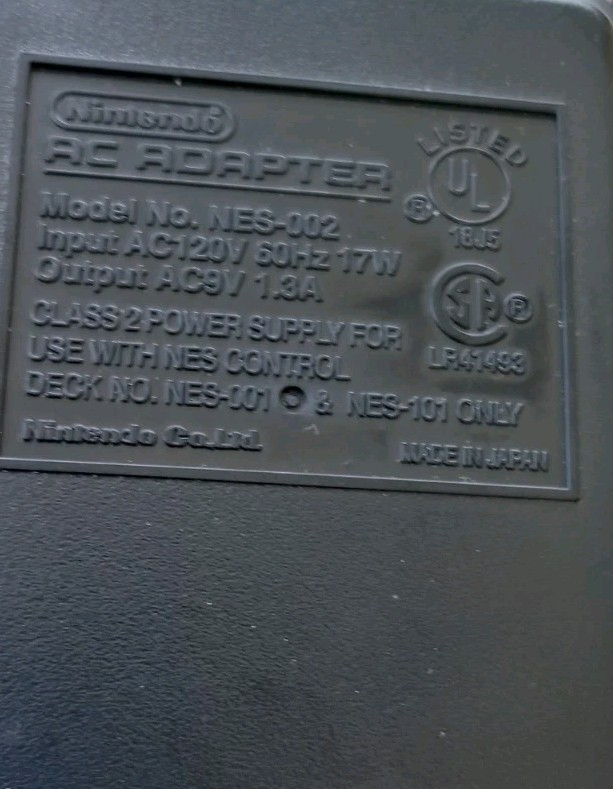 Nintendo®
AC ADAPTER
LISTED
UL
®
18J5
Model No. NES-002
Input AC120V 60Hz 17W
Output AC9V 1.3A
CLASS 2 POWER SUPPLY FOR
USE WITH NES CONTROL
DECK NO. NES-001 & NES-101 ONLY
®
LR41493
Nintendo Co.,Ltd.
MADE IN JAPAN